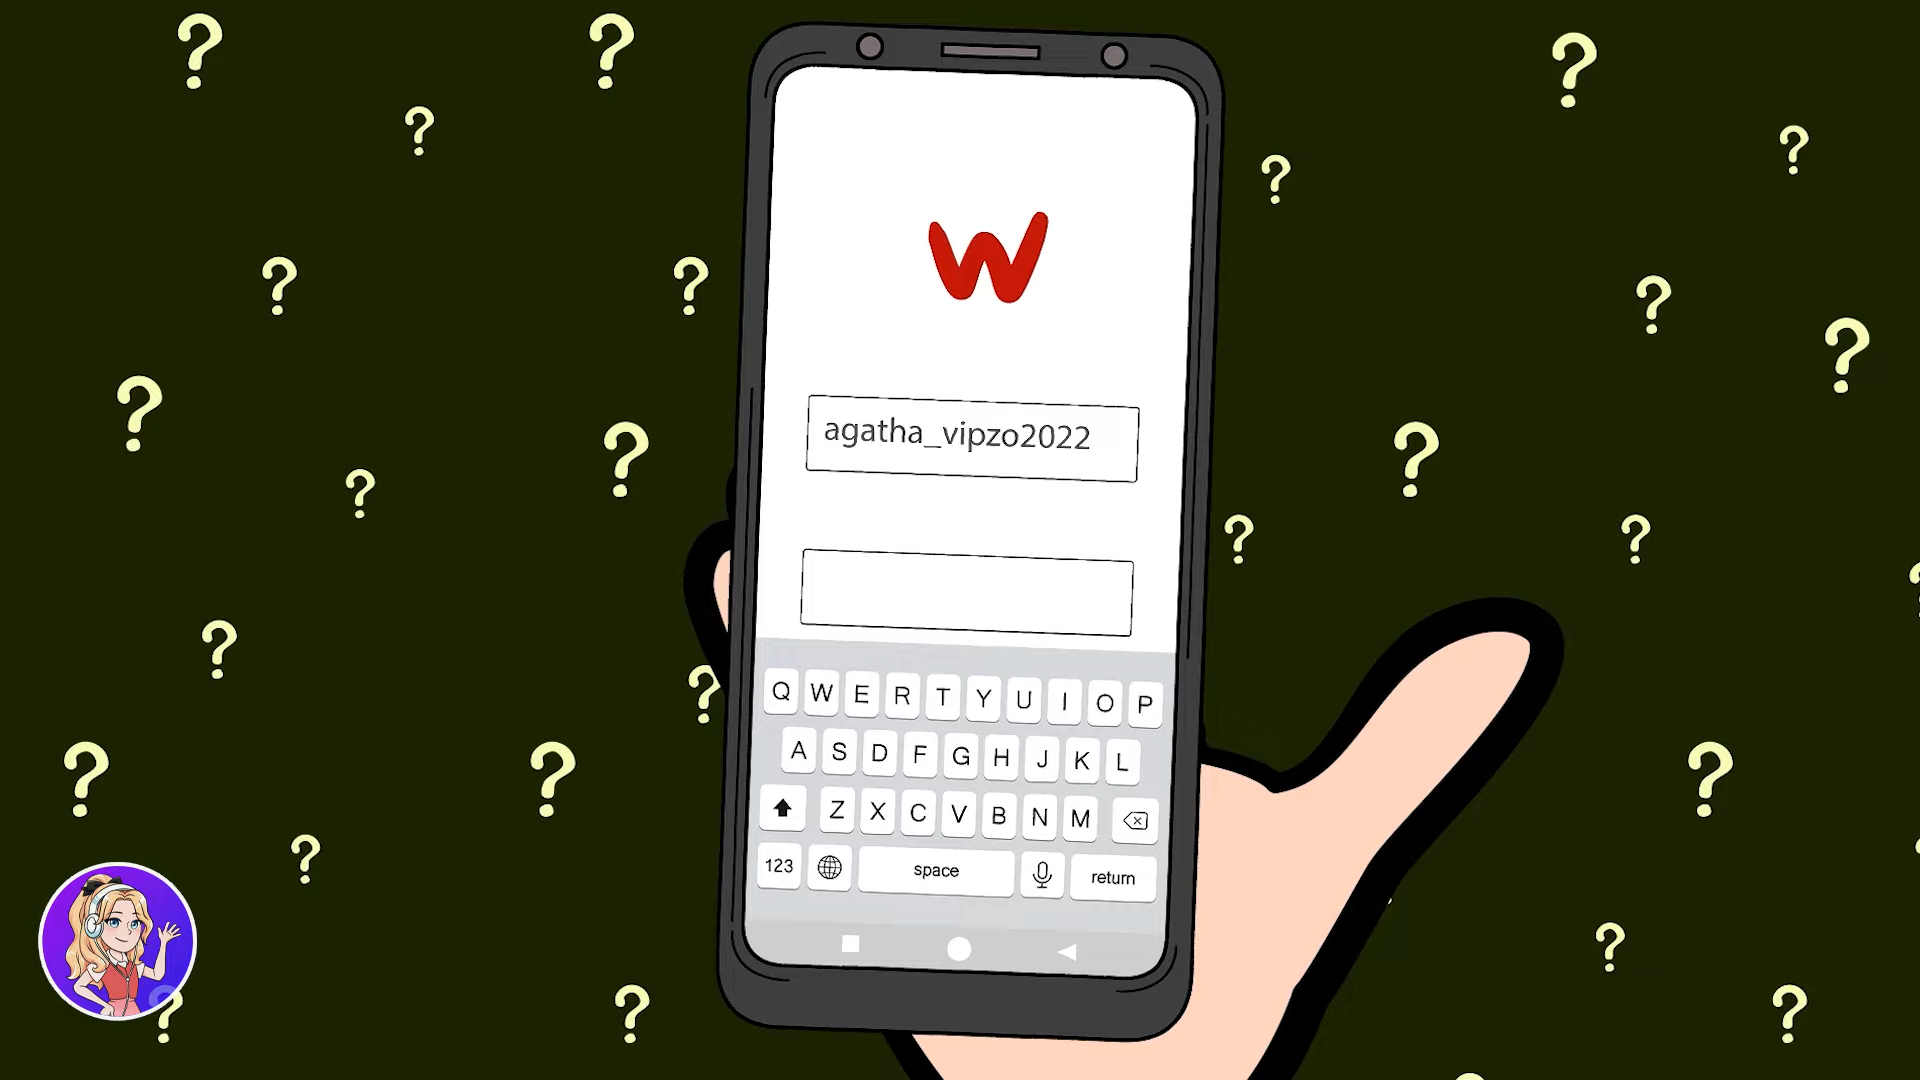 W
agatha_vipzo2022
Q W E R T Y U I O P
A S D F G H J K L
Z X C V B N M
123 space return